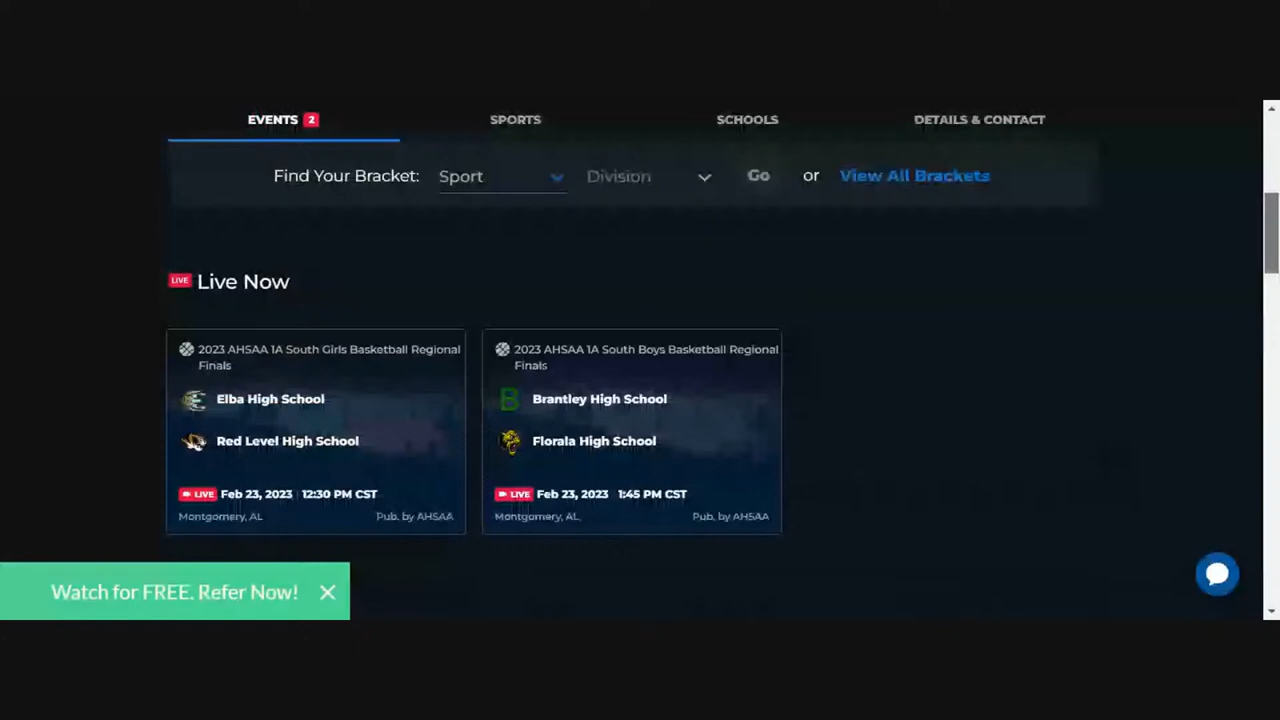 EVENTS 2 SPORTS SCHOOLS DETAILS & CONTACT
Find Your Bracket: Sport Division Go or View All Brackets
LIVE Live Now
2023 AHSAA 1A South Girls Basketball Regional
Finals
Elba High School
Red Level High School
LIVE Feb 23, 2023 12:30 PM CST
Montgomery, AL Pub. by AHSAA
2023 AHSAA 1A South Boys Basketball Regional
Finals
B Brantley High School
Florala High School
LIVE Feb 23, 2023 1:45 PM CST
Montgomery, AL Pub. by AHSAA
Watch for FREE. Refer Now!